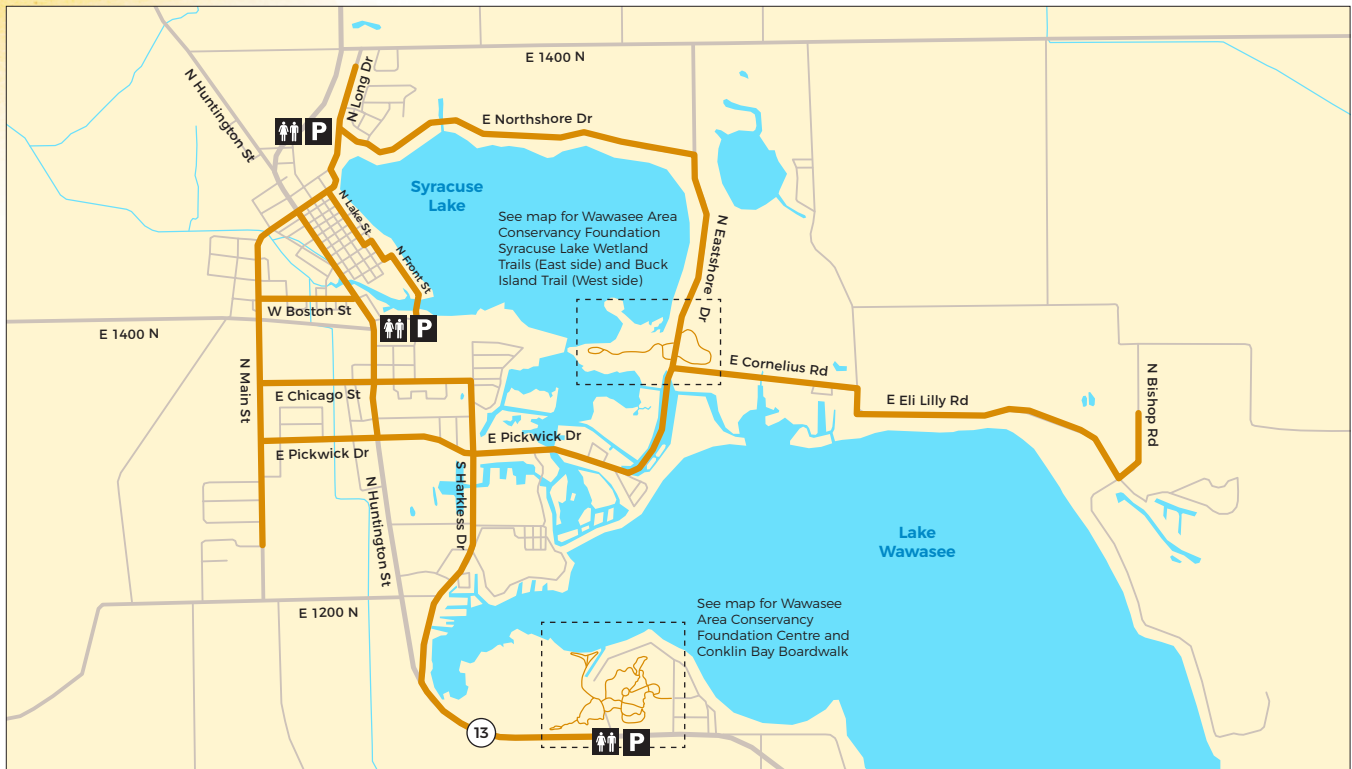 E 1400 N
N Long Dr
N Huntington St
P
E Northshore Dr
Syracuse
Lake
N Lake St
See map for Wawasee Area
Conservancy Foundation
Syracuse Lake Wetland
Trails (East side) and Buck
Island Trail (West side)
N Front St
N Eastshore Dr
W Boston St
P
E 1400 N
N Main St
E Cornelius Rd
N Bishop Rd
E Chicago St
E Eli Lilly Rd
E Pickwick Dr
E Pickwick Dr
S Harkless Dr
N Huntington St
Lake
Wawasee
E 1200 N
See map for Wawasee
Area Conservancy
Foundation Centre and
Conklin Bay Boardwalk
13
P